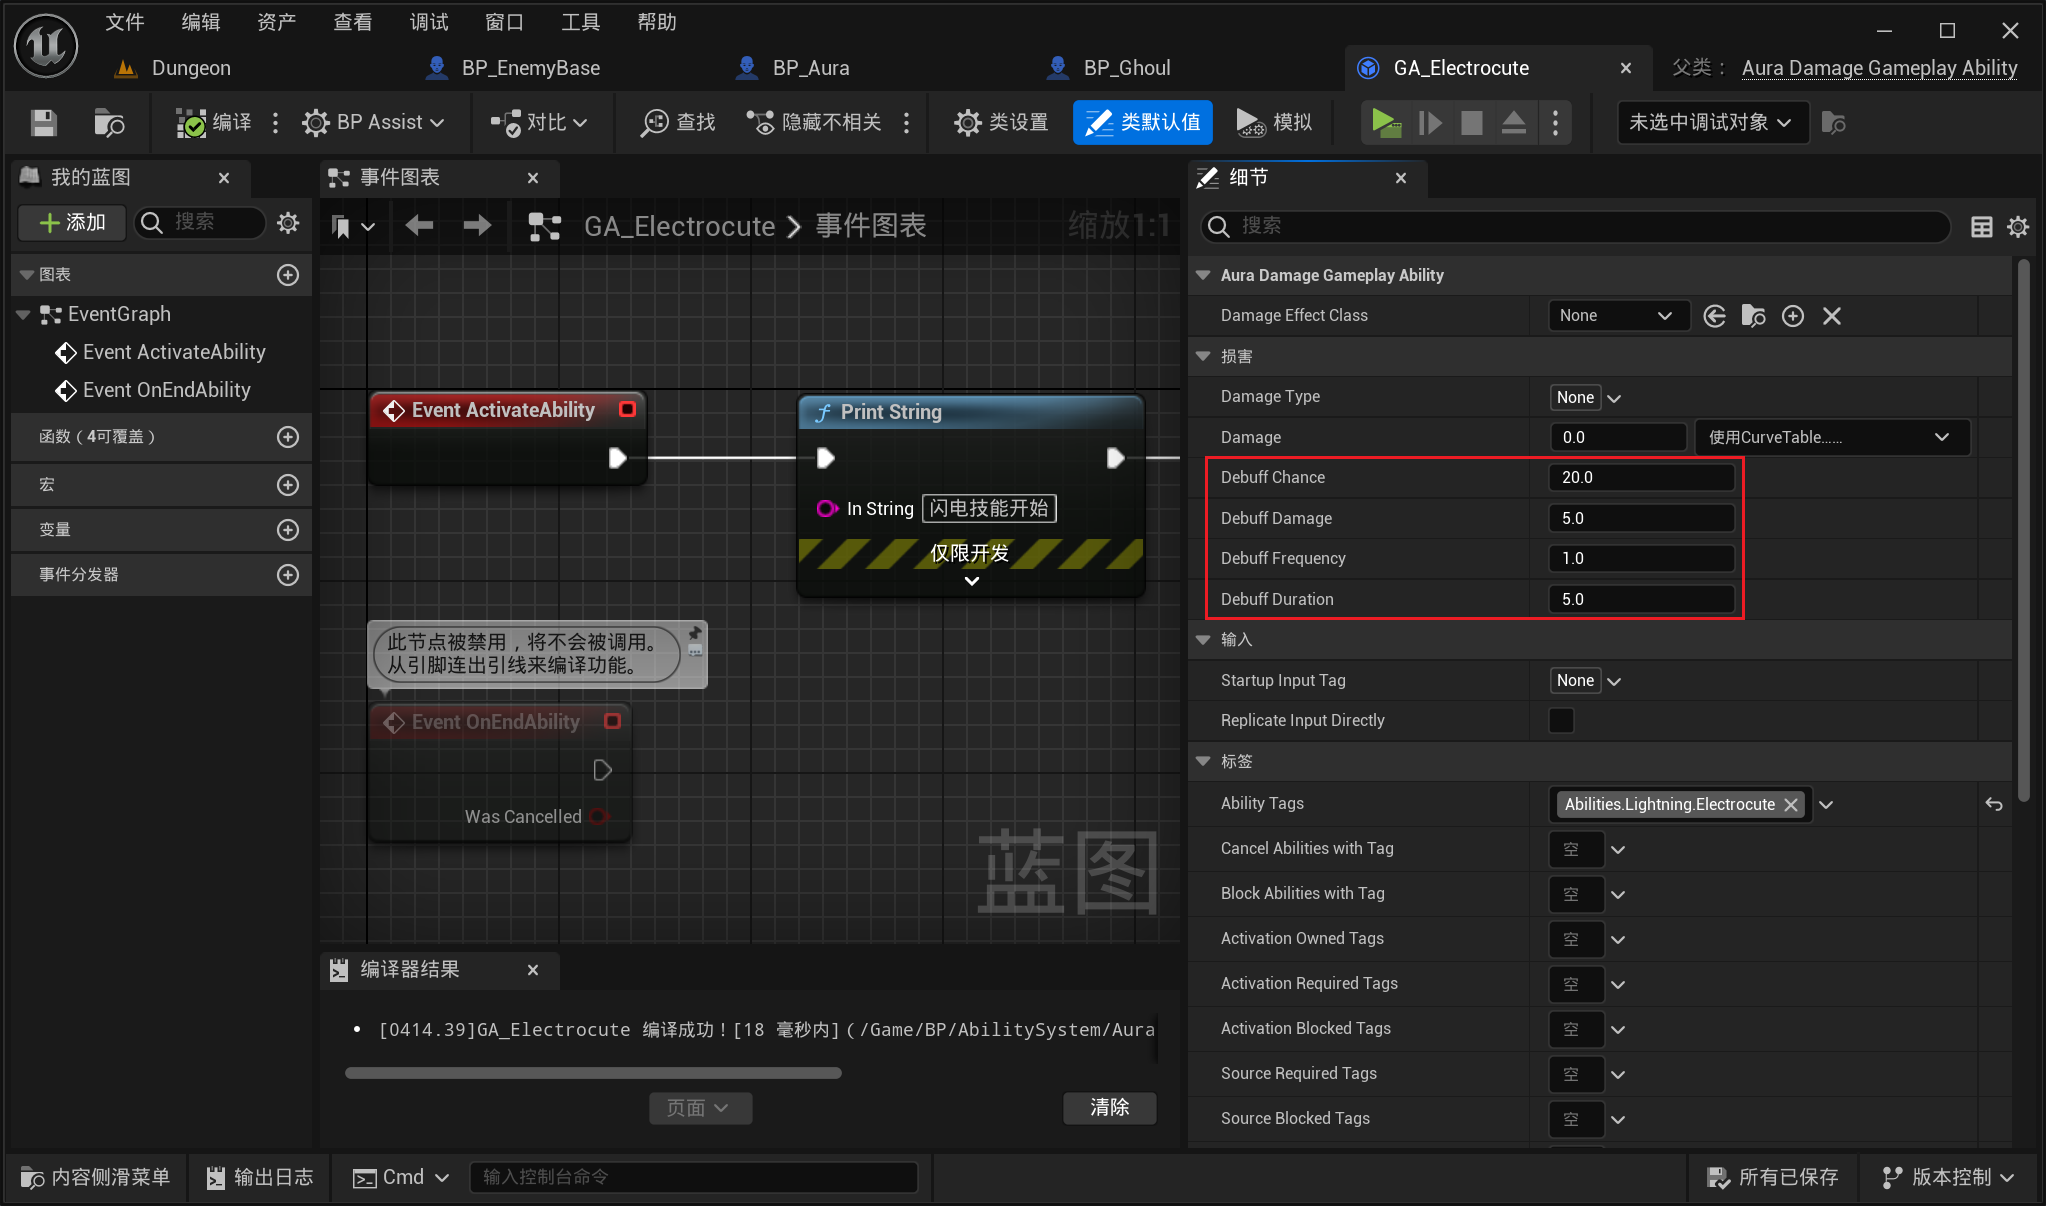 文件 编辑 资产 查看 调试 窗口 工具 帮助
Dungeon BP_EnemyBase BP_Aura BP_Ghoul GA_Electrocute 父类： Aura Damage Gameplay Ability
编译 BP Assist 对比 查找 隐藏不相关 类设置 类默认值 模拟 未选中调试对象
我的蓝图
添加 搜索
图表
EventGraph
Event ActivateAbility
Event OnEndAbility
函数（4可覆盖）
宏
变量
事件分发器
事件图表
GA_Electrocute 事件图表 缩放1:1
Event ActivateAbility
Print String
In String 闪电技能开始
仅限开发
此节点被禁用，将不会被调用。
从引脚连出引线来编译功能。
Event OnEndAbility
Was Cancelled
蓝图
编译器结果
[0414.39]GA_Electrocute 编译成功！[18 毫秒内]（/Game/BP/AbilitySystem/Aura
页面 清除
细节
搜索
Aura Damage Gameplay Ability
Damage Effect Class None
损害
Damage Type None
Damage 0.0 使用CurveTable......
Debuff Chance 20.0
Debuff Damage 5.0
Debuff Frequency 1.0
Debuff Duration 5.0
输入
Startup Input Tag None
Replicate Input Directly
标签
Ability Tags Abilities.Lightning.Electrocute
Cancel Abilities with Tag 空
Block Abilities with Tag 空
Activation Owned Tags 空
Activation Required Tags 空
Activation Blocked Tags 空
Source Required Tags 空
Source Blocked Tags 空
内容侧滑菜单 输出日志 Cmd 输入控制台命令 所有已保存 版本控制